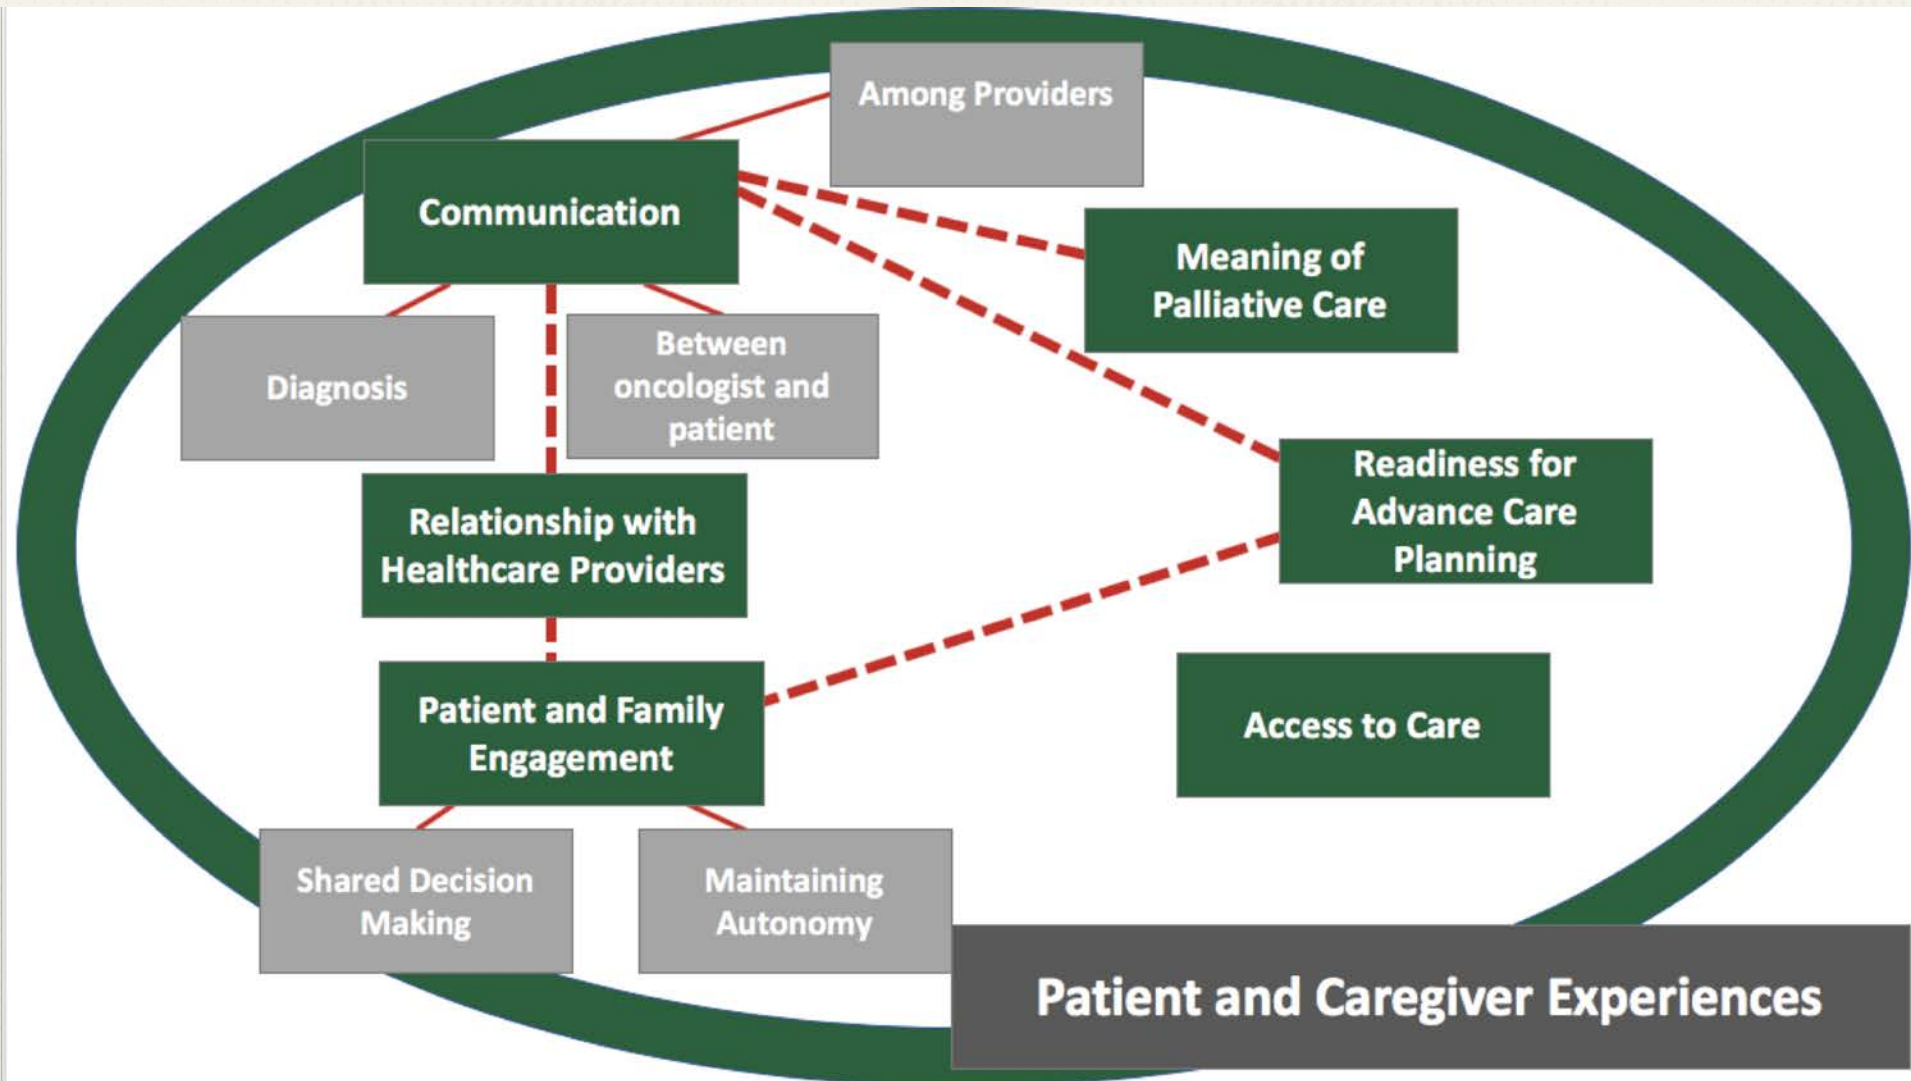 Among Providers
Communication
Meaning of
Palliative Care
Diagnosis
Between
oncologist and
patient
Relationship with
Healthcare Providers
Readiness for
Advance Care
Planning
Patient and Family
Engagement
Access to Care
Shared Decision
Making
Maintaining
Autonomy
Patient and Caregiver Experiences